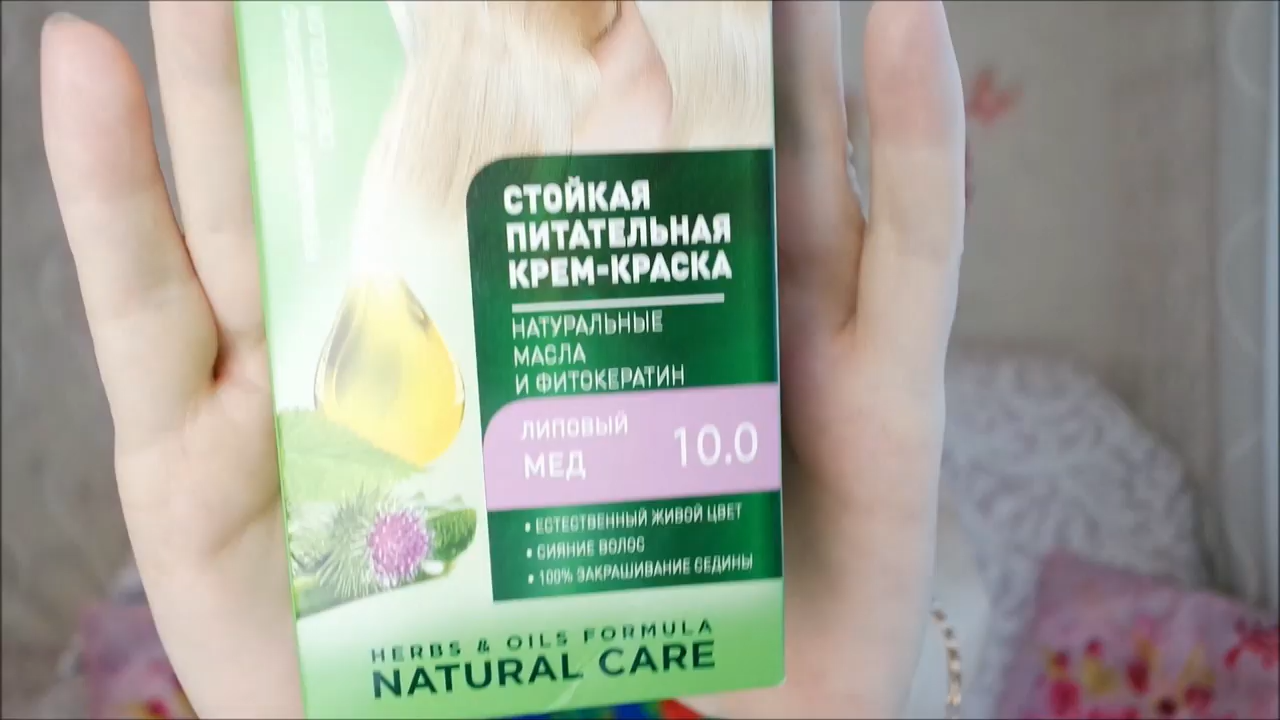 СТОЙКАЯ
ПИТАТЕЛЬНАЯ
КРЕМ-КРАСКА
НАТУРАЛЬНЫЕ
МАСЛА
И ФИТОКЕРАТИН
ЛИПОВЫЙ
МЕД
10.0
• ЕСТЕСТВЕННЫЙ ЖИВОЙ ЦВЕТ
• СИЯНИЕ ВОЛОС
• 100% ЗАКРАШИВАНИЕ СЕДИНЫ
HERBS & OILS FORMULA
NATURAL CARE